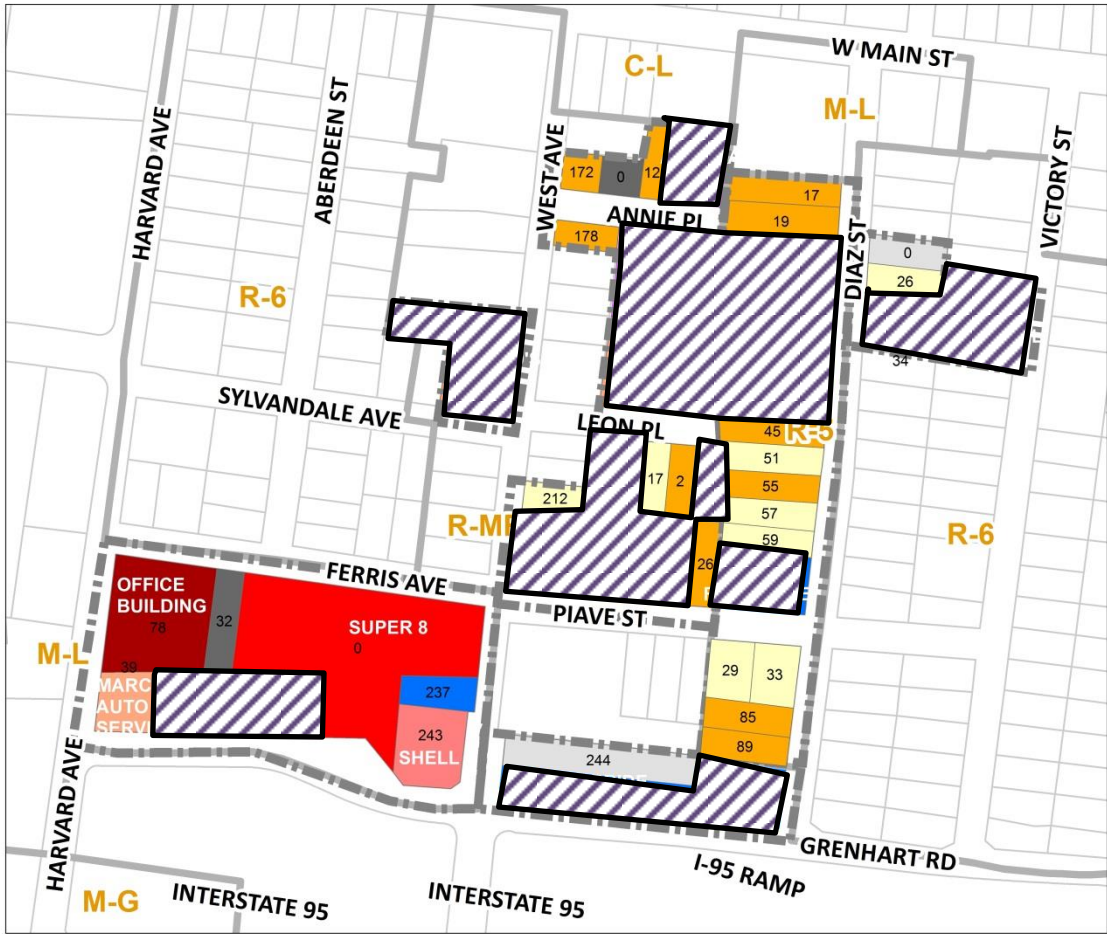 W MAIN ST
C-L
M-L
HARVARD AVE
ABERDEEN ST
WEST AVE
VICTORY ST
172
0
12
17
ANNIE PL
19
178
DIAZ ST
0
26
R-6
34
SYLVANDALE AVE
LEON PL
45
R-5
51
17
2
55
212
57
R-M
R-6
59
26
FERRIS AVE
OFFICE
BUILDING
78
32
PIAVE ST
SUPER 8
0
M-L
39
MARC
AUTO
SERV
29
33
237
85
243
SHELL
89
244
HARVARD AVE
GRENHART RD
I-95 RAMP
M-G
INTERSTATE 95
INTERSTATE 95